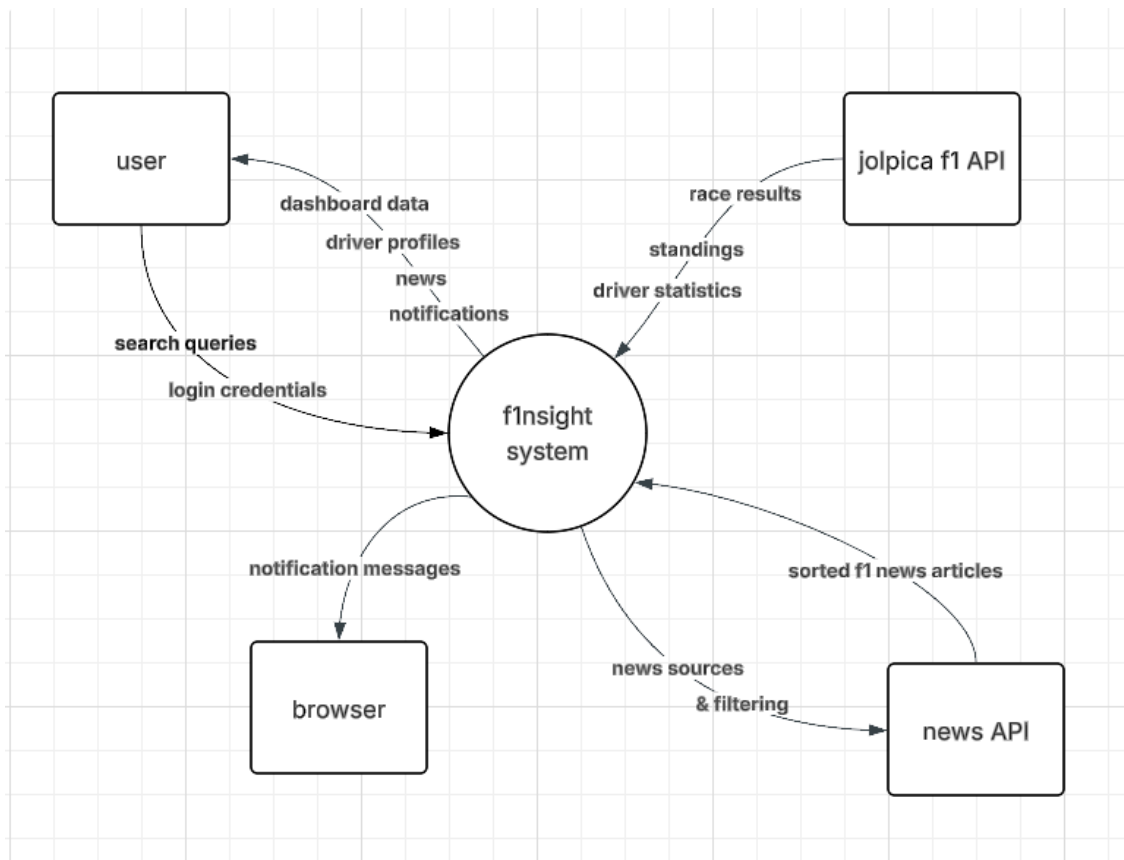 user
jolpica f1 API
race results
dashboard data
driver profiles
standings
news
driver statistics
notifications
search queries
login credentials
f1nsight
system
notification messages
sorted f1 news articles
news sources
& filtering
browser
news API